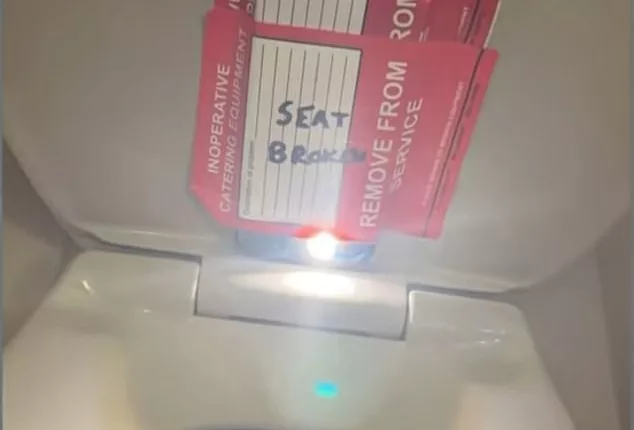 INOPERATIVE
CATERING EQUIPMENT
SEAT
BROKEN
REMOVE FROM
SERVICE